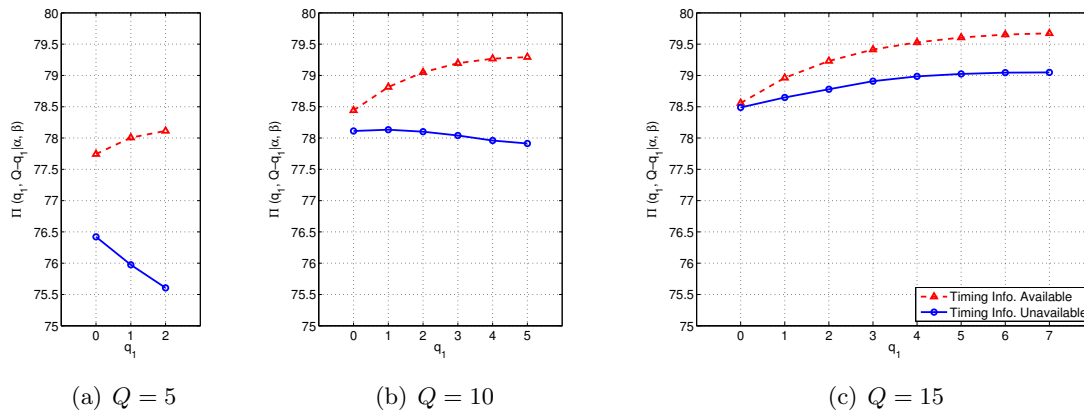 80
79.5
79
78.5
78
77.5
77
76.5
76
75.5
75
Π (q1, Q−q1|α, β)
0 1 2
q1
(a) Q = 5
80
79.5
79
78.5
78
77.5
77
76.5
76
75.5
75
Π (q1, Q−q1|α, β)
0 1 2 3 4 5
q1
(b) Q = 10
80
79.5
79
78.5
78
77.5
77
76.5
76
75.5
75
Π (q1, Q−q1|α, β)
0 1 2 3 4 5 6 7
q1
Timing Info. Available
Timing Info. Unavailable
(c) Q = 15